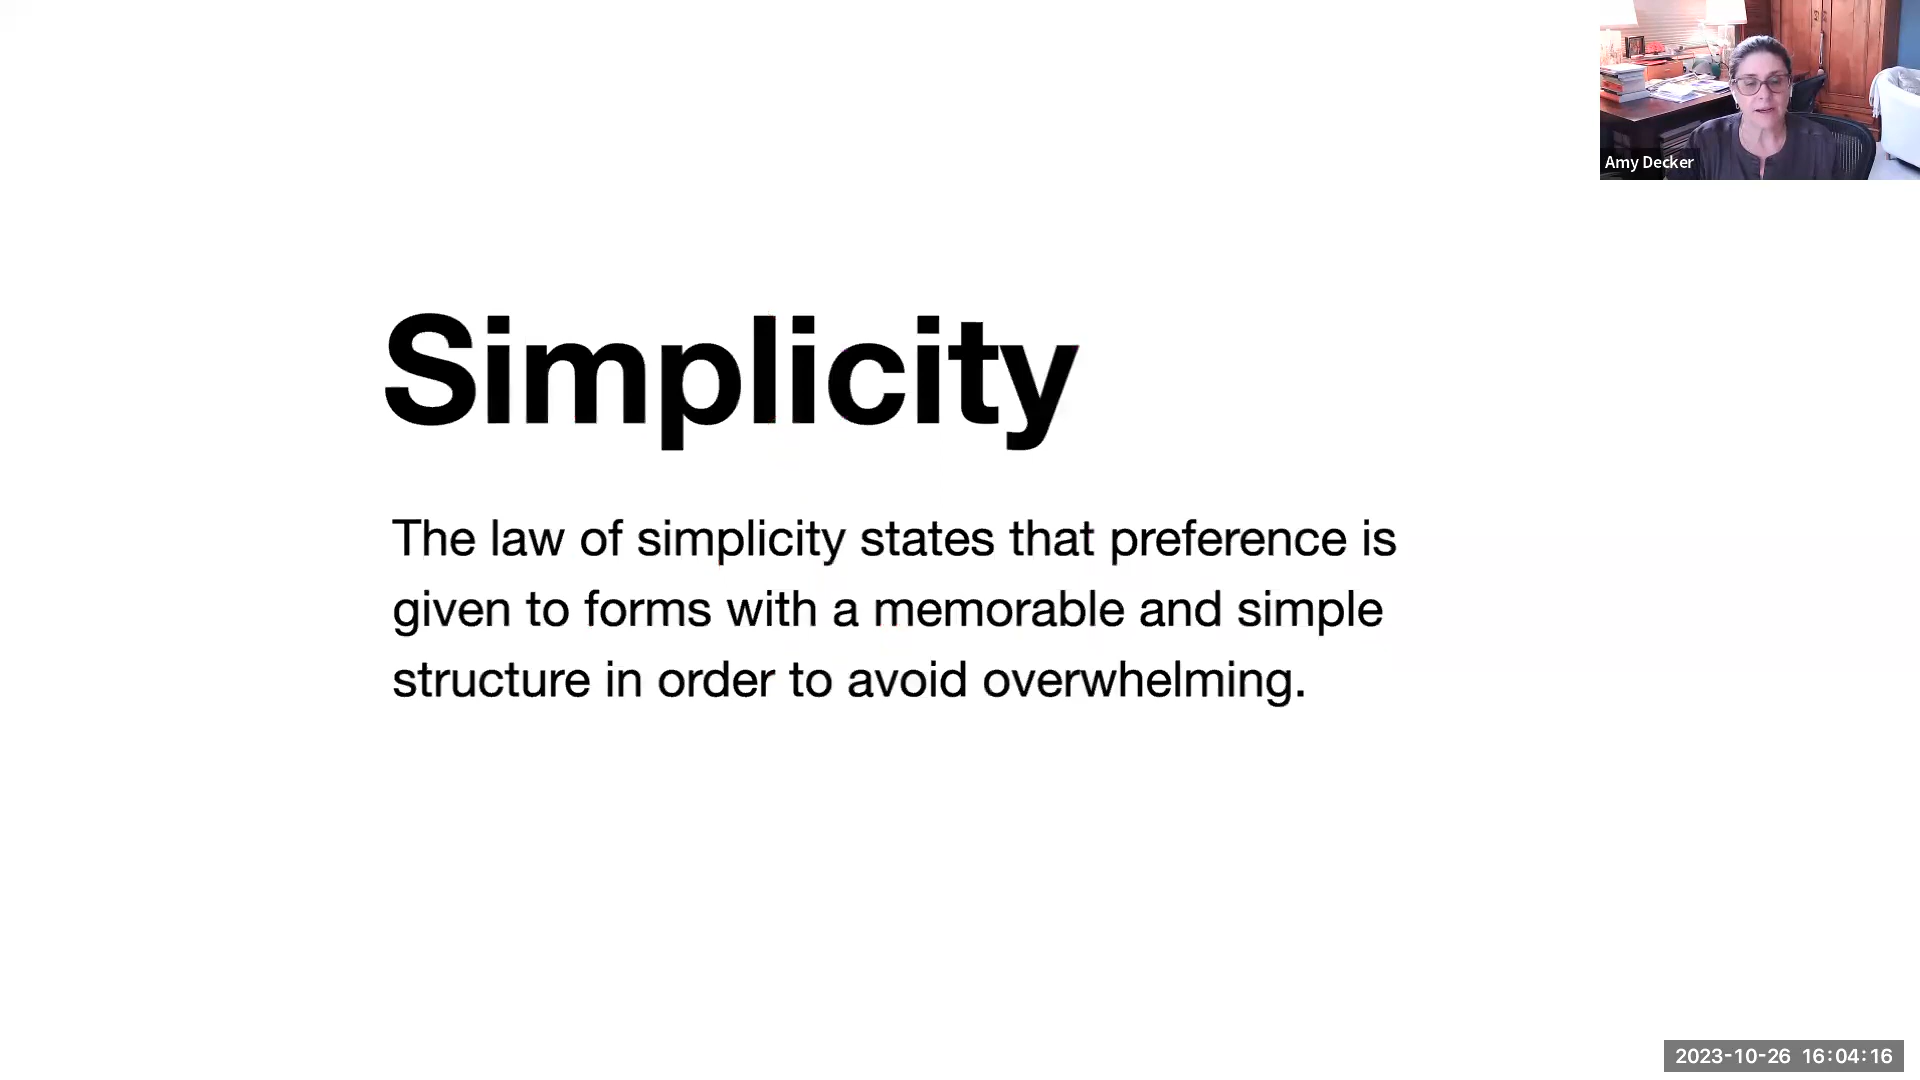 Amy Decker
Simplicity
The law of simplicity states that preference is
given to forms with a memorable and simple
structure in order to avoid overwhelming.
2023-10-26 16:04:16